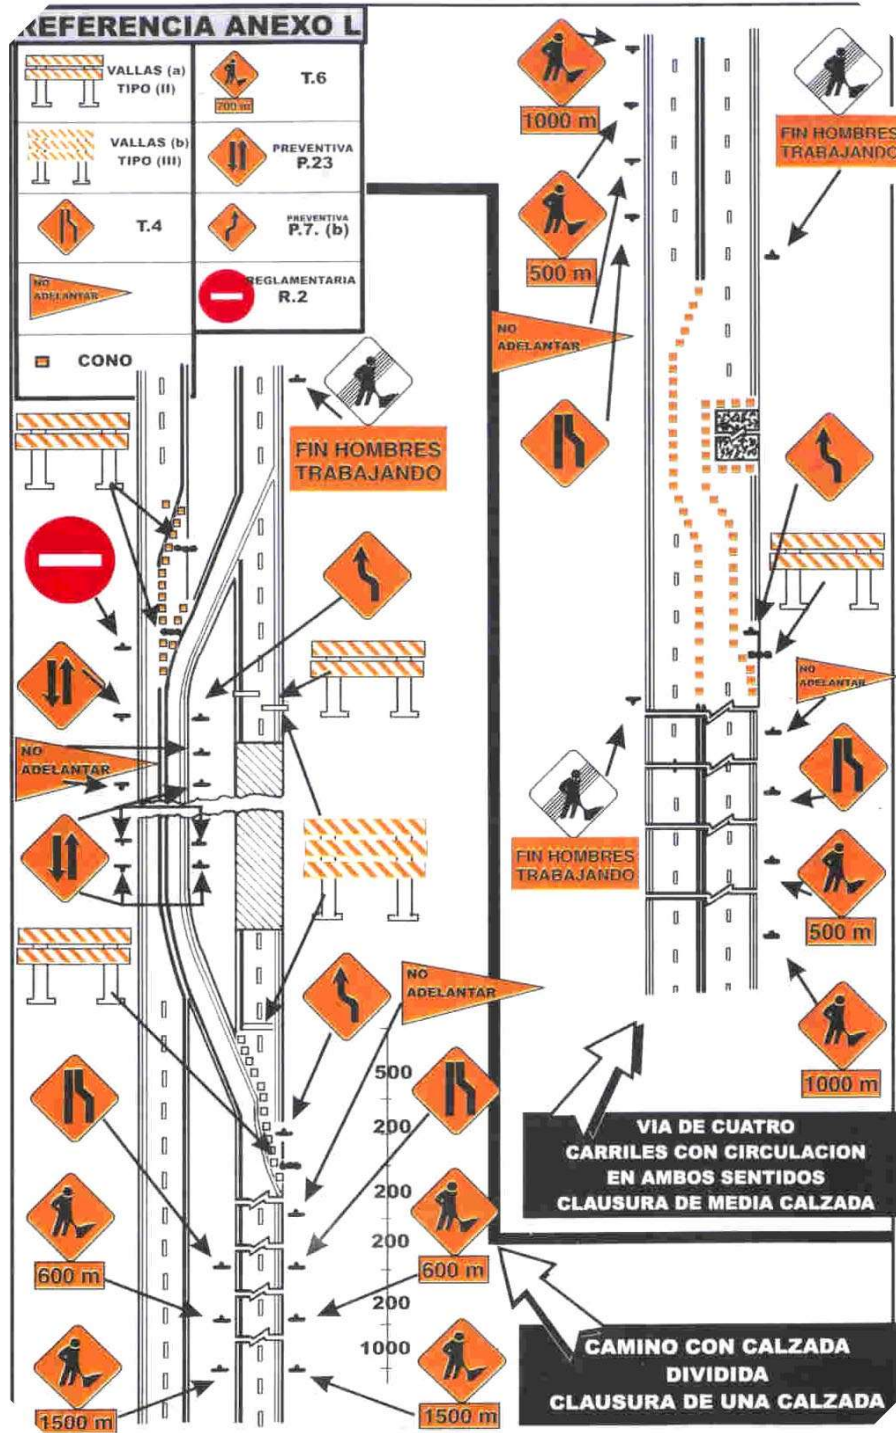 REFERENCIA ANEXO L
VALLAS (a)
TIPO (II)
700 m
T.6
VALLAS (b)
TIPO (III)
PREVENTIVA
P.23
T.4
PREVENTIVA
P.7. (b)
NO
ADELANTAR
REGLAMENTARIA
R.2
CONO
FIN HOMBRES
TRABAJANDO
NO
ADELANTAR
NO
ADELANTAR
500
200
200
200
200
1000
600 m
600 m
1500 m
1500 m
1000 m
500 m
NO
ADELANTAR
FIN HOMBRES
TRABAJANDO
NO
ADELANTAR
FIN HOMBRES
TRABAJANDO
500 m
1000 m
VIA DE CUATRO
CARRILES CON CIRCULACION
EN AMBOS SENTIDOS
CLAUSURA DE MEDIA CALZADA
CAMINO CON CALZADA
DIVIDIDA
CLAUSURA DE UNA CALZADA